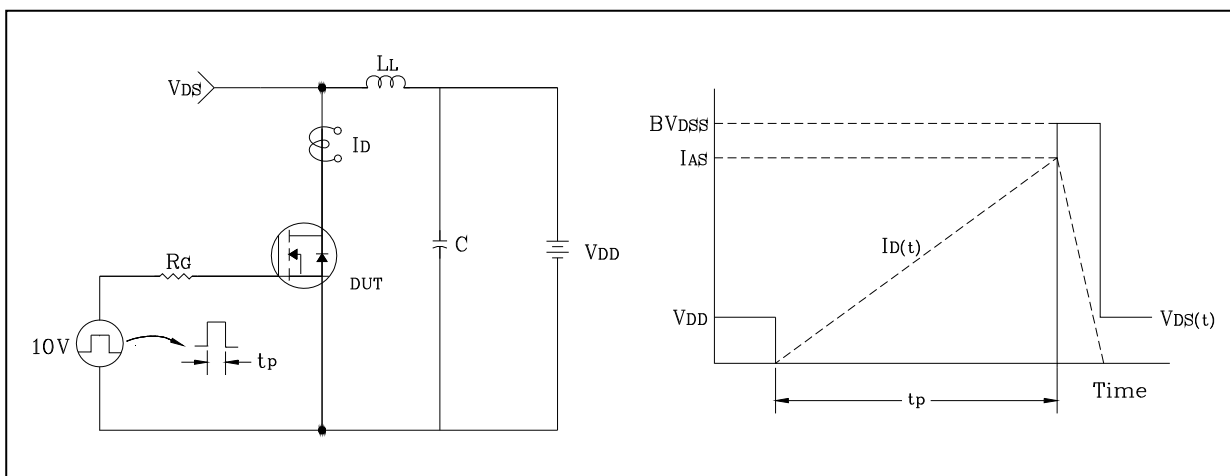 LL
VDS
ID
C
VDD
RG
DUT
10V
tp
BVDSS
IAS
ID(t)
VDD
VDS(t)
Time
tp